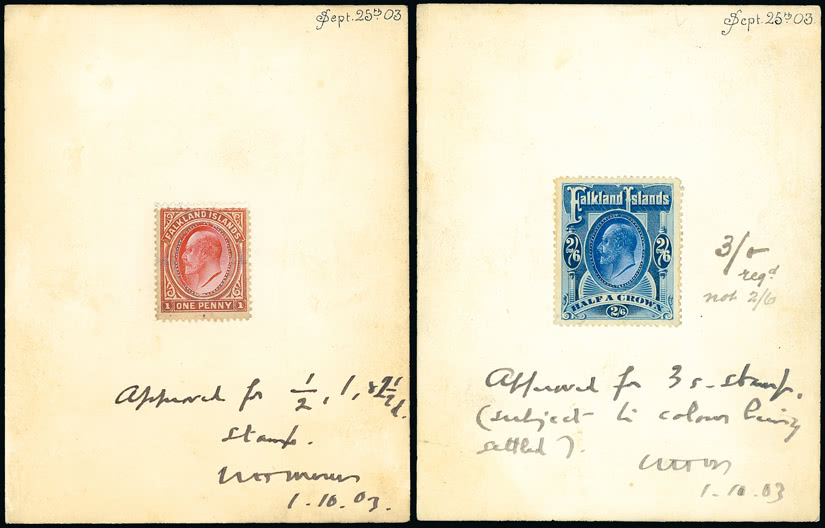 Sept. 25th 03
FALKLAND ISLANDS
1 ONE PENNY 1
Approved for ½, 1, & 2½d.
stamps.
1.10.03.
Sept. 25th 03
Falkland Islands
2/6 2/6
HALF A CROWN
2/6
3/-
reqd
not 2/6
Approved for 3s. stamp.
(subject to colour being
settled).
1.10.03